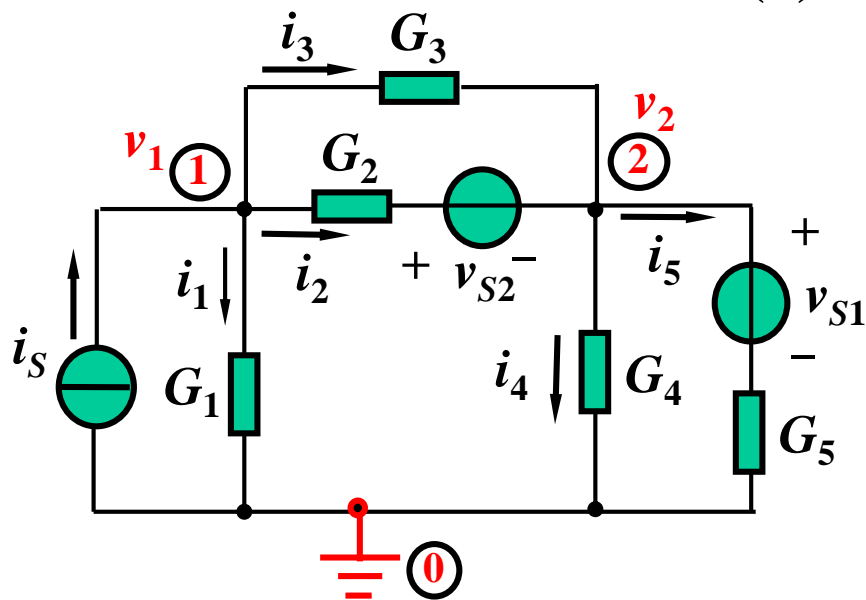 i3 G3
v1 1 G2 v2 2
i1 i2 + vS2 − i5 +
vS1
iS G1 i4 G4 −
G5
0